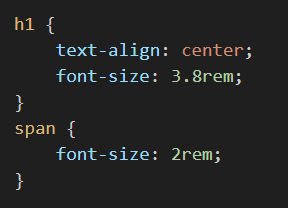 h1 {
    text-align: center;
    font-size: 3.8rem;
}
span {
    font-size: 2rem;
}